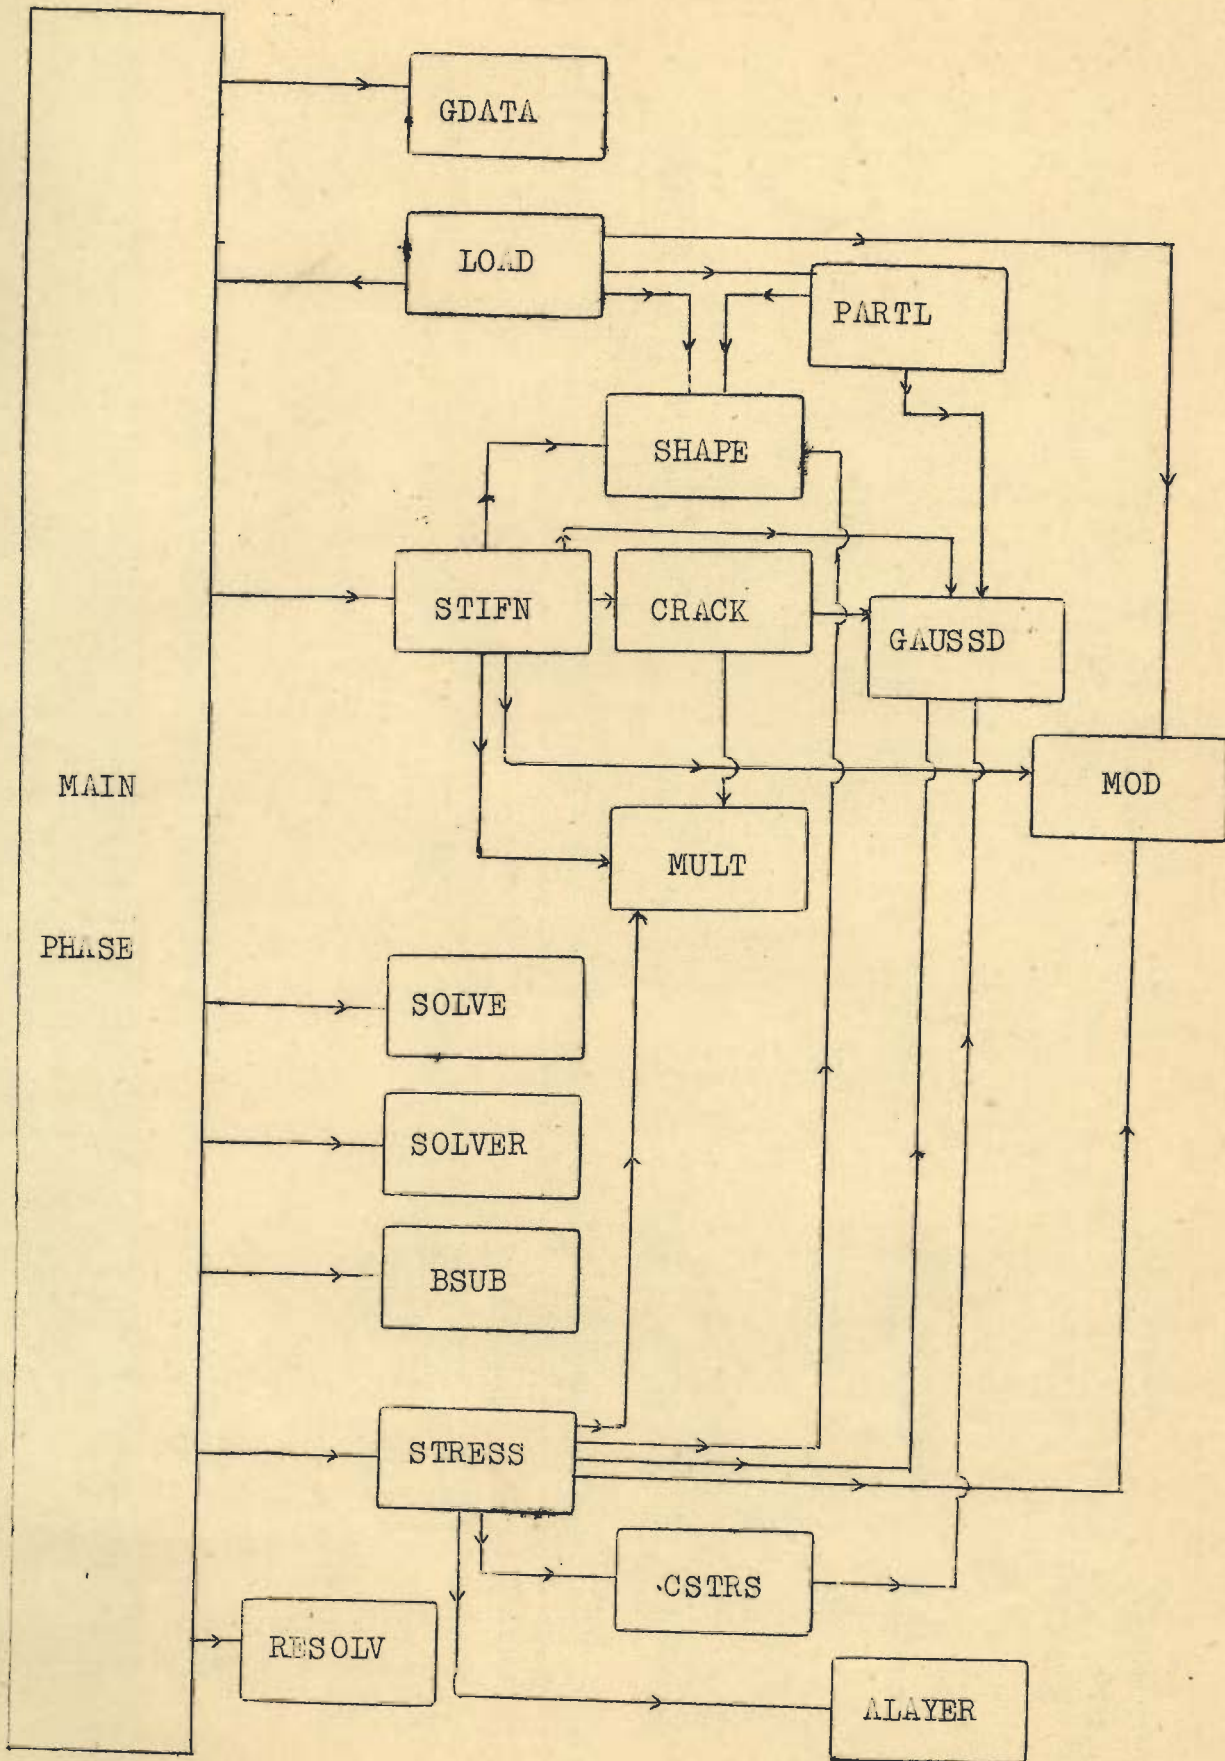 GDATA
LOAD
PARTL
SHAPE
STIFN
CRACK
GAUSSD
MAIN
PHASE
MOD
MULT
SOLVE
SOLVER
BSUB
STRESS
CSTRS
RESOLV
ALAYER